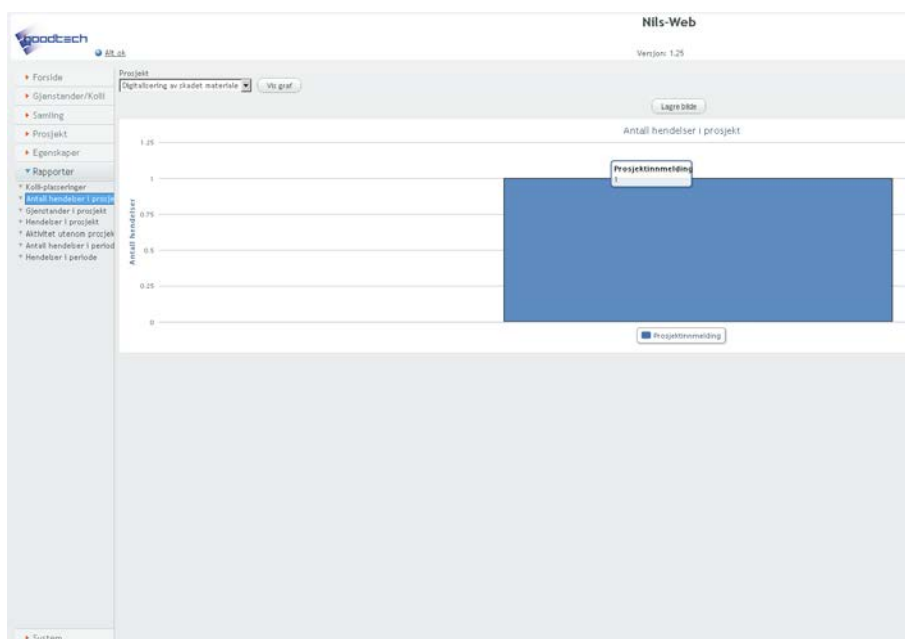 Nils-Web
goodtech
Alt ok
Versjon: 1.25
Forside
Gjenstander/Kolli
Samling
Prosjekt
Egenskaper
Rapporter
Kolli-plasseringer
Antall hendelser i prosje
Gjenstander i prosjekt
Hendelser i prosjekt
Aktivitet utenom prosjek
Antall hendelser i period
Hendelser i periode
System
Prosjekt
Digitalisering av skadet materiale
Vis graf
Lagre bilde
Antall hendelser i prosjekt
1.25
1
0.75
0.5
0.25
0
Antall hendelser
Prosjektinnmelding
1
Prosjektinnmelding